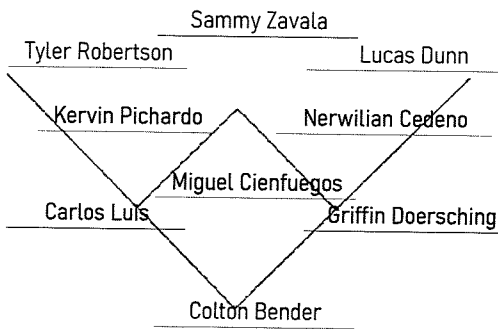 Sammy Zavala
Tyler Robertson
Lucas Dunn
Kervin Pichardo
Nerwilian Cedeno
Miguel Cienfuegos
Carlos Luis
Griffin Doersching
Colton Bender